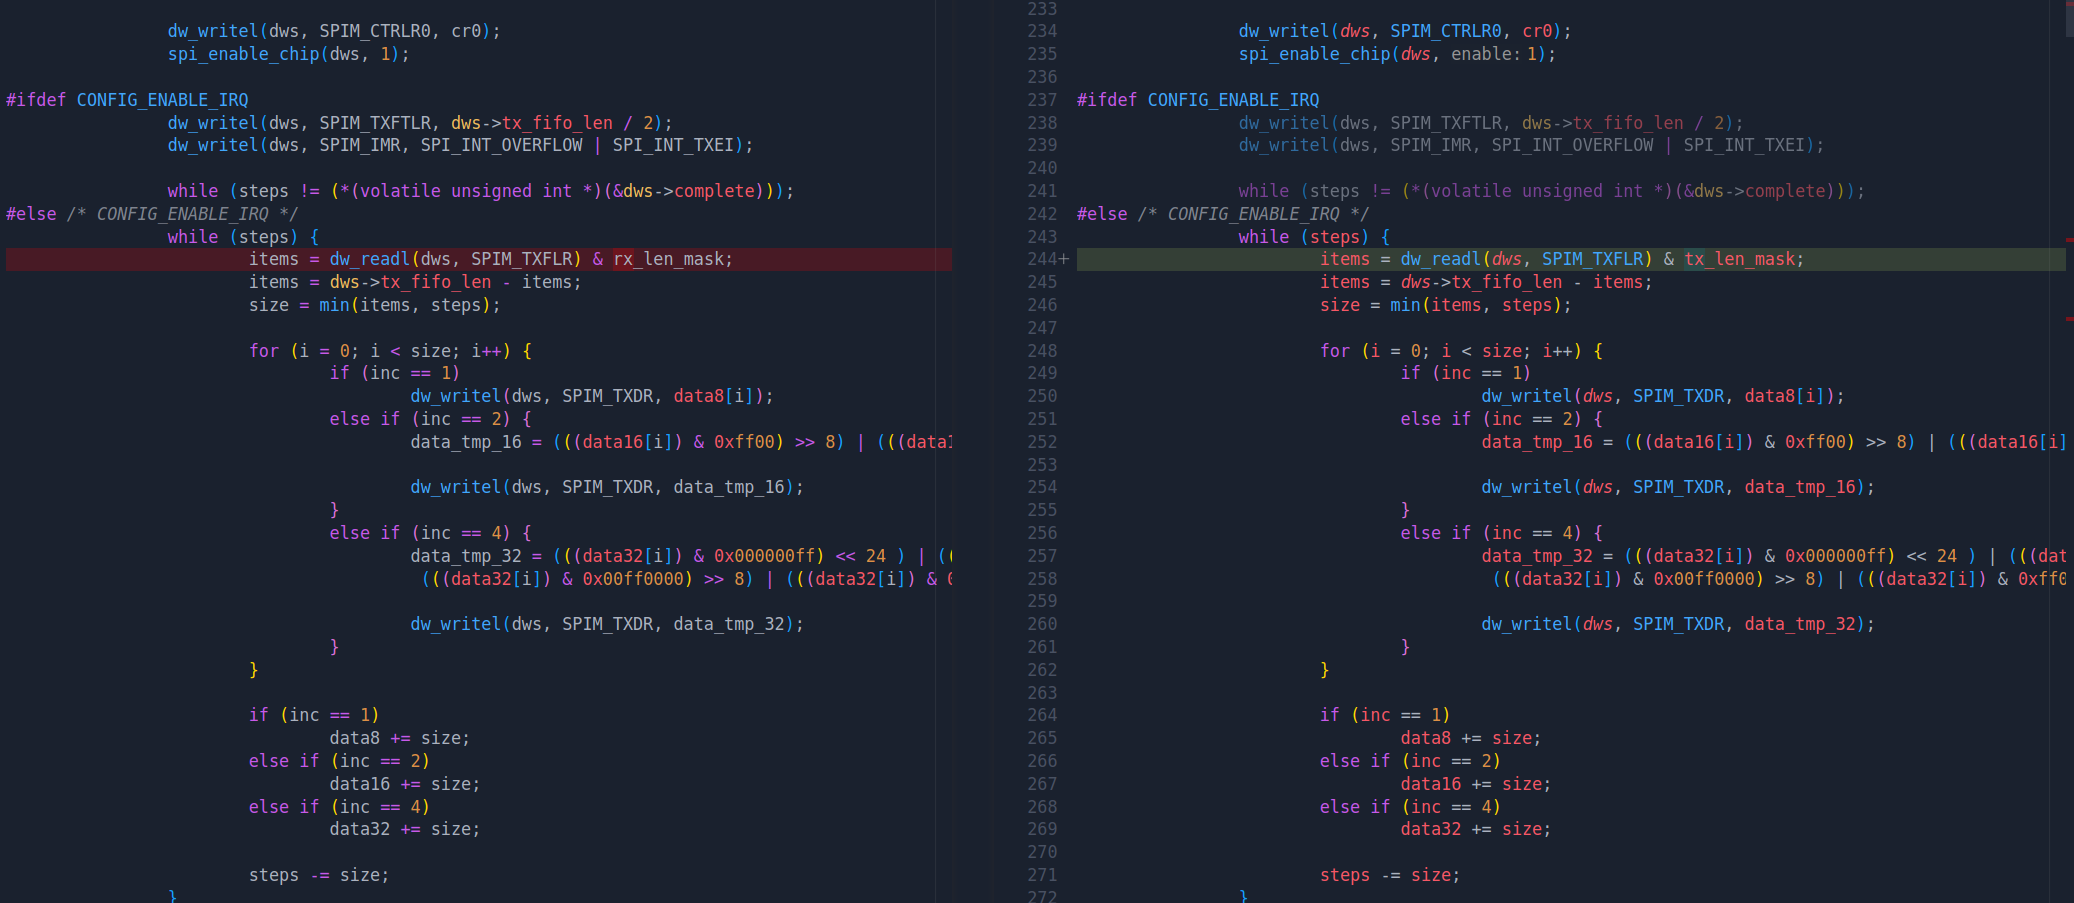 dw_writel(dws, SPIM_CTRLR0, cr0);
spi_enable_chip(dws, 1);
#ifdef CONFIG_ENABLE_IRQ
dw_writel(dws, SPIM_TXFTLR, dws->tx_fifo_len / 2);
dw_writel(dws, SPIM_IMR, SPI_INT_OVERFLOW | SPI_INT_TXEI);
while (steps != (*(volatile unsigned int *)(&dws->complete)));
#else /* CONFIG_ENABLE_IRQ */
while (steps) {
items = dw_readl(dws, SPIM_TXFLR) & rx_len_mask;
items = dws->tx_fifo_len - items;
size = min(items, steps);
for (i = 0; i < size; i++) {
if (inc == 1)
dw_writel(dws, SPIM_TXDR, data8[i]);
else if (inc == 2) {
data_tmp_16 = (((data16[i]) & 0xff00) >> 8) | (((data1
dw_writel(dws, SPIM_TXDR, data_tmp_16);
}
else if (inc == 4) {
data_tmp_32 = (((data32[i]) & 0x000000ff) << 24 ) | ((
(((data32[i]) & 0x00ff0000) >> 8) | (((data32[i]) & 0
dw_writel(dws, SPIM_TXDR, data_tmp_32);
}
}
if (inc == 1)
data8 += size;
else if (inc == 2)
data16 += size;
else if (inc == 4)
data32 += size;
steps -= size;
}
233
234 dw_writel(dws, SPIM_CTRLR0, cr0);
235 spi_enable_chip(dws, enable: 1);
236
237 #ifdef CONFIG_ENABLE_IRQ
238 dw_writel(dws, SPIM_TXFTLR, dws->tx_fifo_len / 2);
239 dw_writel(dws, SPIM_IMR, SPI_INT_OVERFLOW | SPI_INT_TXEI);
240
241 while (steps != (*(volatile unsigned int *)(&dws->complete)));
242 #else /* CONFIG_ENABLE_IRQ */
243 while (steps) {
244+ items = dw_readl(dws, SPIM_TXFLR) & tx_len_mask;
245 items = dws->tx_fifo_len - items;
246 size = min(items, steps);
247
248 for (i = 0; i < size; i++) {
249 if (inc == 1)
250 dw_writel(dws, SPIM_TXDR, data8[i]);
251 else if (inc == 2) {
252 data_tmp_16 = (((data16[i]) & 0xff00) >> 8) | (((data16[i]
253
254 dw_writel(dws, SPIM_TXDR, data_tmp_16);
255 }
256 else if (inc == 4) {
257 data_tmp_32 = (((data32[i]) & 0x000000ff) << 24 ) | (((dat
258 (((data32[i]) & 0x00ff0000) >> 8) | (((data32[i]) & 0xff0
259
260 dw_writel(dws, SPIM_TXDR, data_tmp_32);
261 }
262 }
263
264 if (inc == 1)
265 data8 += size;
266 else if (inc == 2)
267 data16 += size;
268 else if (inc == 4)
269 data32 += size;
270
271 steps -= size;
272 }